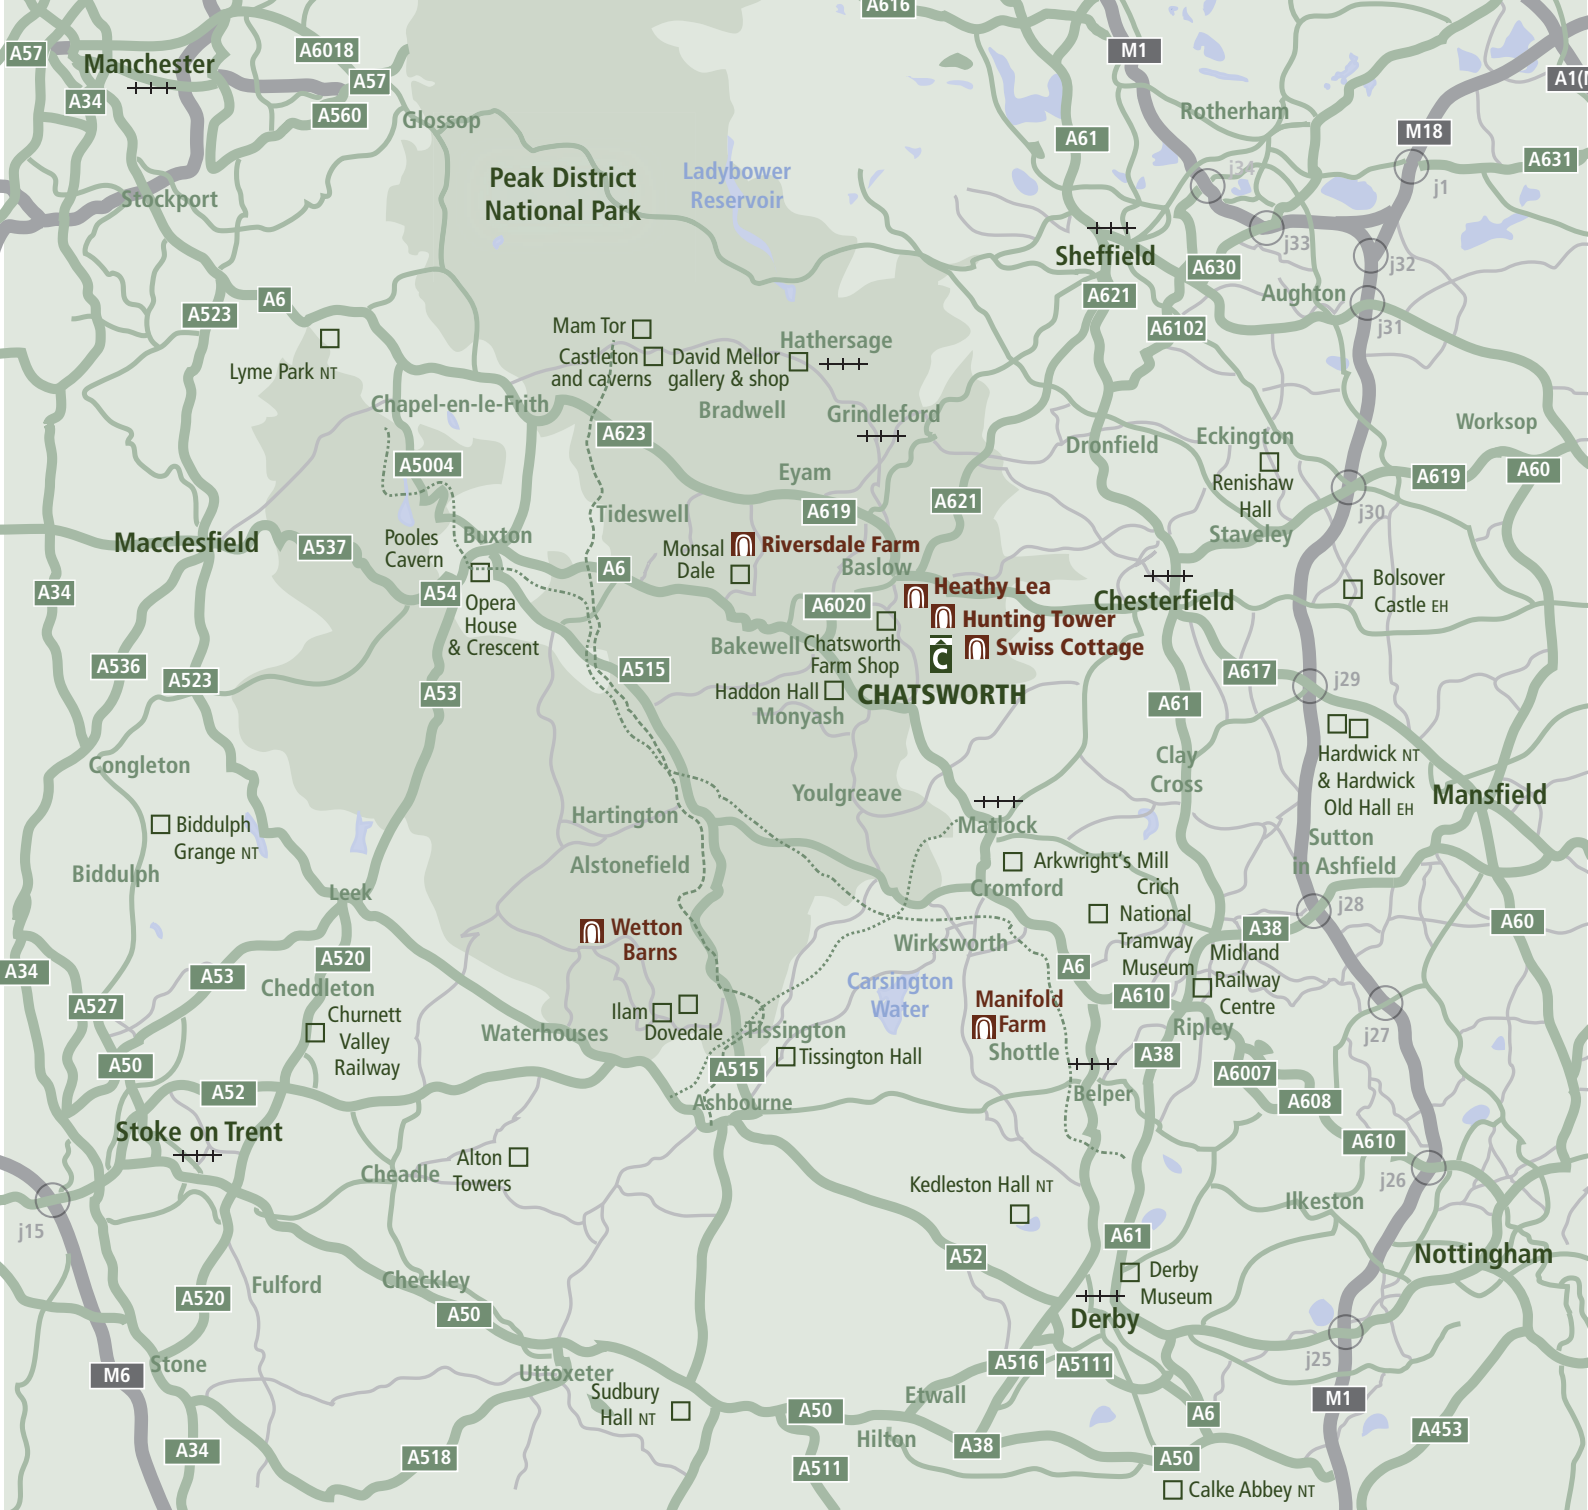 A616
A57
A6018
M1
Manchester
A57
A1(M
A34
A560
Rotherham
Glossop
M18
A61
A631
Peak District
National Park
Ladybower
Reservoir
j34
j1
Stockport
j33
Sheffield
A630
j32
A6
A621
Aughton
A523
Mam Tor
A6102
j31
Hathersage
Castleton
and caverns
David Mellor
gallery & shop
Lyme Park NT
Chapel-en-le-Frith
Bradwell
Grindleford
Worksop
A623
Dronfield
Eckington
A5004
Eyam
Renishaw
Hall
A619
A60
A621
Tideswell
A619
j30
Staveley
Macclesfield
A537
Pooles
Cavern
Buxton
Monsal
Dale
Riversdale Farm
Baslow
A6
A34
A54
Heathy Lea
Chesterfield
Bolsover
Castle EH
Opera
House
& Crescent
A6020
Hunting Tower
Bakewell
Chatsworth
Farm Shop
C
Swiss Cottage
A536
A523
A515
A617
j29
A53
Haddon Hall
CHATSWORTH
A61
Monyash
Congleton
Clay
Cross
Hardwick NT
& Hardwick
Old Hall EH
Mansfield
Hartington
Youlgreave
Biddulph
Grange NT
Matlock
Sutton
in Ashfield
Biddulph
Alstonefield
Arkwright's Mill
Leek
Cromford
Crich
National
Tramway
Museum
j28
A60
Wetton
Barns
Wirksworth
A38
A34
A53
A520
Carsington
Water
A6
Midland
Railway
Centre
Cheddleton
A527
Manifold
Farm
A610
Churnett
Valley
Railway
Ilam
Dovedale
Waterhouses
Tissington
Shottle
Ripley
j27
Tissington Hall
A50
A515
A38
A6007
A52
Ashbourne
Belper
A608
Stoke on Trent
A610
Alton
Towers
Cheadle
Kedleston Hall NT
j26
Ilkeston
j15
A61
Nottingham
A52
Fulford
Checkley
Derby
Museum
A520
A50
Derby
Stone
M6
A516
A5111
j25
Uttoxeter
Sudbury
Hall NT
Etwall
M1
A50
A6
Hilton
A453
A34
A518
A38
A511
A50
Calke Abbey NT